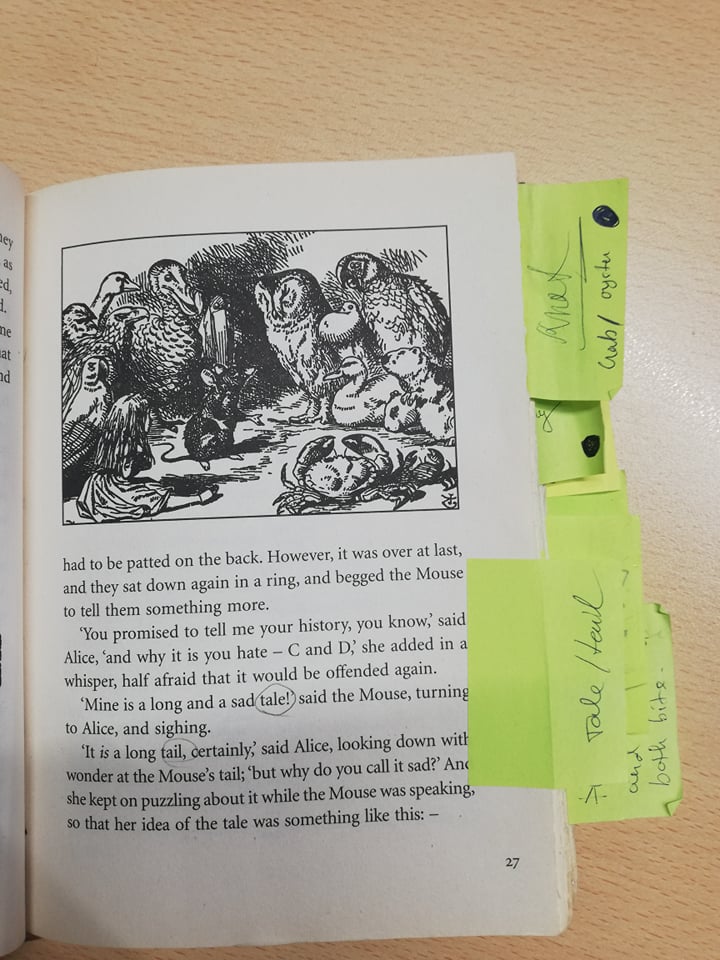 ney
as
ed,
d.
ne
nat
nd
had to be patted on the back. However, it was over at last,
and they sat down again in a ring, and begged the Mouse
to tell them something more.
‘You promised to tell me your history, you know,’ said
Alice, ‘and why it is you hate – C and D,’ she added in a
whisper, half afraid that it would be offended again.
‘Mine is a long and a sad tale!’ said the Mouse, turning
to Alice, and sighing.
‘It is a long tail, certainly,’ said Alice, looking down with
wonder at the Mouse’s tail; ‘but why do you call it sad?’ And
she kept on puzzling about it while the Mouse was speaking,
so that her idea of the tale was something like this: –
27
crab/ oyster
Tale/tail
and
both bite.